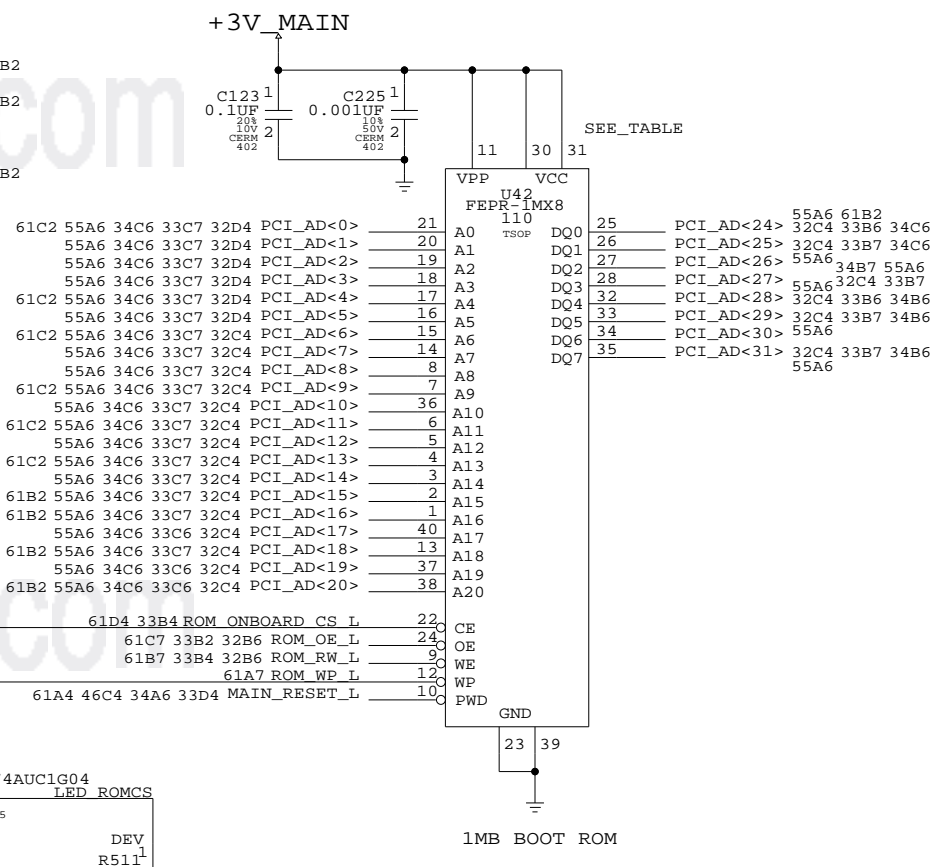 +3V_MAIN
B2
B2
B2
com
com
C123 1
0.1UF
20%
10V
CERM 2
402
C225 1
0.001UF
10%
50V
CERM 2
402
SEE_TABLE
11 30 31
VPP VCC
U42
FEPR-1MX8
110
TSOP
61C2 55A6 34C6 33C7 32D4 PCI_AD<0> 21 A0
55A6 34C6 33C7 32D4 PCI_AD<1> 20 A1
55A6 34C6 33C7 32D4 PCI_AD<2> 19 A2
55A6 34C6 33C7 32D4 PCI_AD<3> 18 A3
61C2 55A6 34C6 33C7 32D4 PCI_AD<4> 17 A4
55A6 34C6 33C7 32D4 PCI_AD<5> 16 A5
61C2 55A6 34C6 33C7 32C4 PCI_AD<6> 15 A6
55A6 34C6 33C7 32C4 PCI_AD<7> 14 A7
55A6 34C6 33C7 32C4 PCI_AD<8> 8 A8
61C2 55A6 34C6 33C7 32C4 PCI_AD<9> 7 A9
55A6 34C6 33C7 32C4 PCI_AD<10> 36 A10
61C2 55A6 34C6 33C7 32C4 PCI_AD<11> 6 A11
55A6 34C6 33C7 32C4 PCI_AD<12> 5 A12
61C2 55A6 34C6 33C7 32C4 PCI_AD<13> 4 A13
55A6 34C6 33C7 32C4 PCI_AD<14> 3 A14
61B2 55A6 34C6 33C7 32C4 PCI_AD<15> 2 A15
61B2 55A6 34C6 33C7 32C4 PCI_AD<16> 1 A16
55A6 34C6 33C6 32C4 PCI_AD<17> 40 A17
61B2 55A6 34C6 33C7 32C4 PCI_AD<18> 13 A18
55A6 34C6 33C6 32C4 PCI_AD<19> 37 A19
61B2 55A6 34C6 33C6 32C4 PCI_AD<20> 38 A20
61D4 33B4 ROM_ONBOARD_CS_L 22 CE
61C7 33B2 32B6 ROM_OE_L 24 OE
61B7 33B4 32B6 ROM_RW_L 9 WE
61A7 ROM_WP_L 12 WP
61A4 46C4 34A6 33D4 MAIN_RESET_L 10 PWD
55A6 61B2
DQ0 25 PCI_AD<24> 32C4 33B6 34C6
DQ1 26 PCI_AD<25> 32C4 33B7 34C6
DQ2 27 PCI_AD<26> 55A6
34B7 55A6
DQ3 28 PCI_AD<27> 55A6 32C4 33B7
DQ4 32 PCI_AD<28> 32C4 33B6 34B6
DQ5 33 PCI_AD<29> 32C4 33B7 34B6
DQ6 34 PCI_AD<30> 55A6
DQ7 35 PCI_AD<31> 32C4 33B7 34B6
55A6
GND
23 39
1MB BOOT ROM
4AUC1G04
LED_ROMCS
5
DEV
R511 1